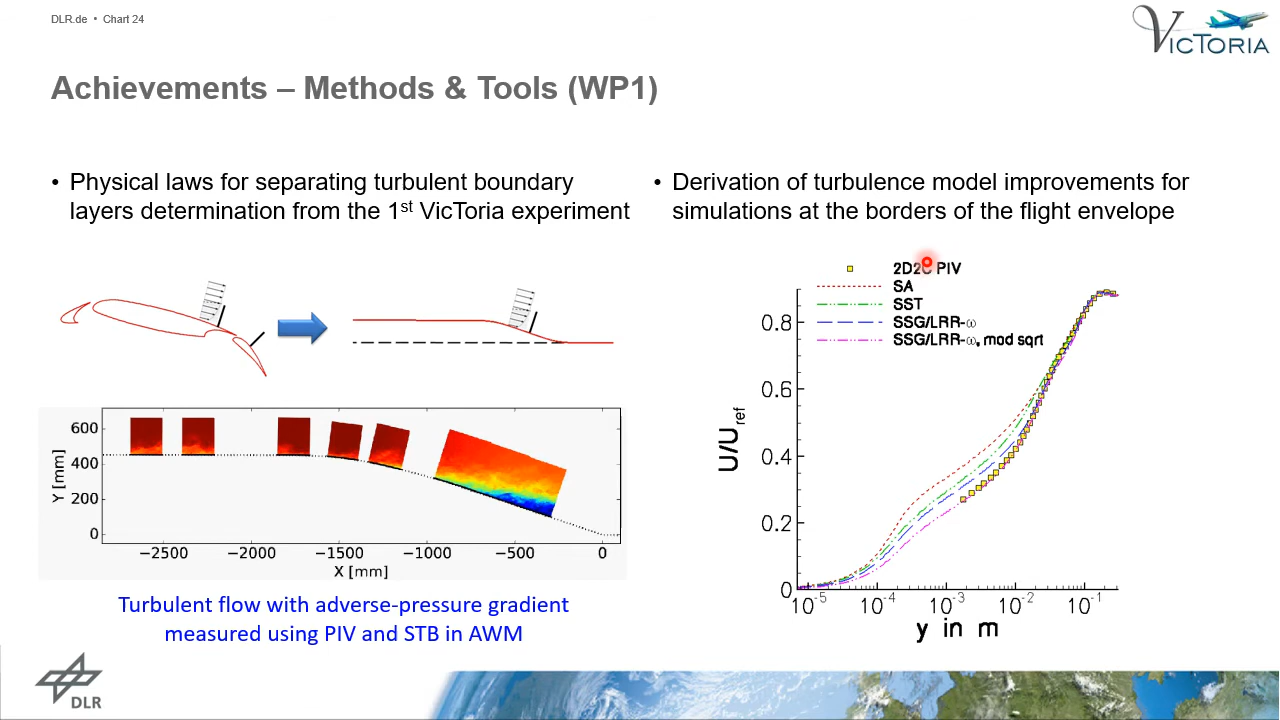 DLR.de • Chart 24
VICTORIA
Achievements – Methods & Tools (WP1)
• Physical laws for separating turbulent boundary
layers determination from the 1st VicToria experiment
600
400
200
0
Y [mm]
−2500 −2000 −1500 −1000 −500 0
X [mm]
Turbulent flow with adverse-pressure gradient
measured using PIV and STB in AWM
• Derivation of turbulence model improvements for
simulations at the borders of the flight envelope
2D2C PIV
SA
SST
SSG/LRR-ω
SSG/LRR-ω, mod sqrt
0.8
0.6
0.4
0.2
0
U/Uref
10-5 10-4 10-3 10-2 10-1
y in m
DLR